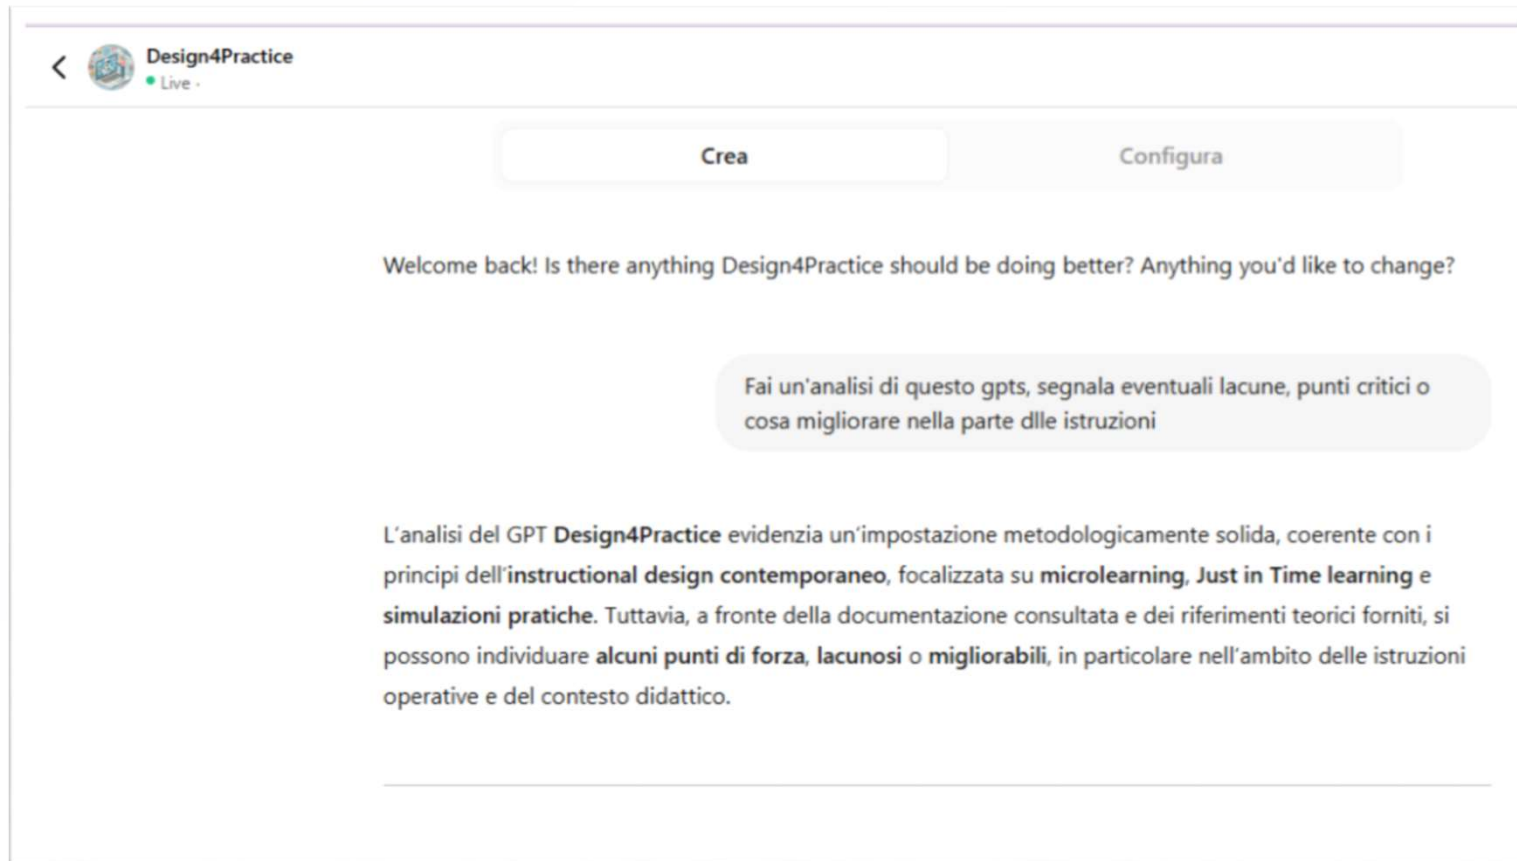 Design4Practice
Live ·
Crea
Configura
Welcome back! Is there anything Design4Practice should be doing better? Anything you'd like to change?
Fai un'analisi di questo gpts, segnala eventuali lacune, punti critici o
cosa migliorare nella parte dlle istruzioni
L'analisi del GPT Design4Practice evidenzia un'impostazione metodologicamente solida, coerente con i
principi dell'instructional design contemporaneo, focalizzata su microlearning, Just in Time learning e
simulazioni pratiche. Tuttavia, a fronte della documentazione consultata e dei riferimenti teorici forniti, si
possono individuare alcuni punti di forza, lacunosi o migliorabili, in particolare nell'ambito delle istruzioni
operative e del contesto didattico.